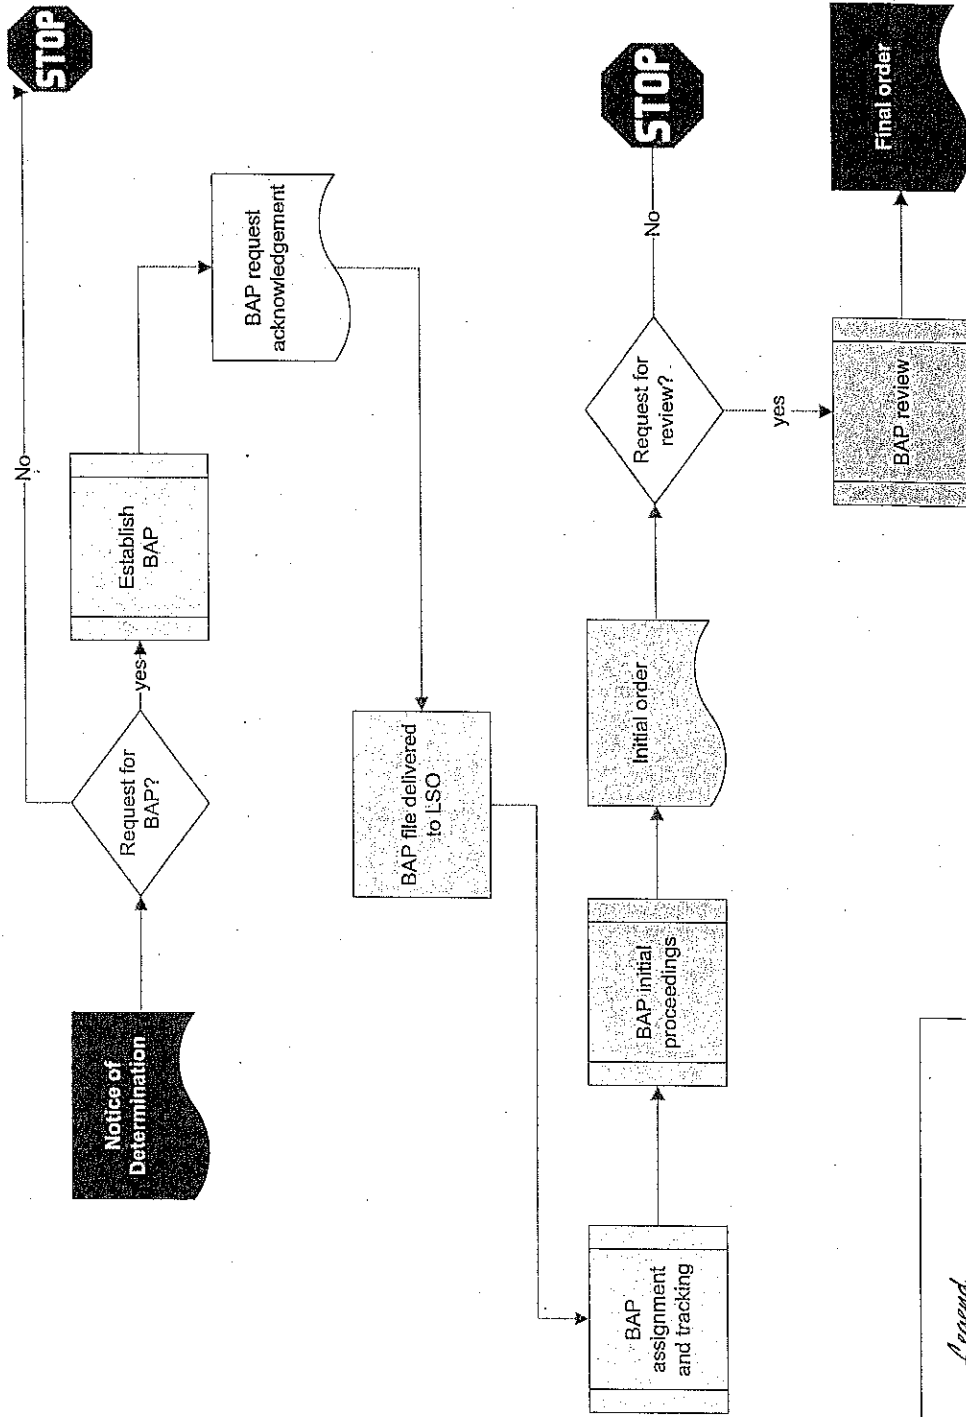 Notice of
Determination
Request for
BAP?
No
STOP
yes
Establish
BAP
BAP request
acknowledgement
BAP file delivered
to LSO
BAP
assignment
and tracking
BAP initial
proceedings
Initial order
Request for
review?
No
STOP
yes
BAP review
Final order
Legend